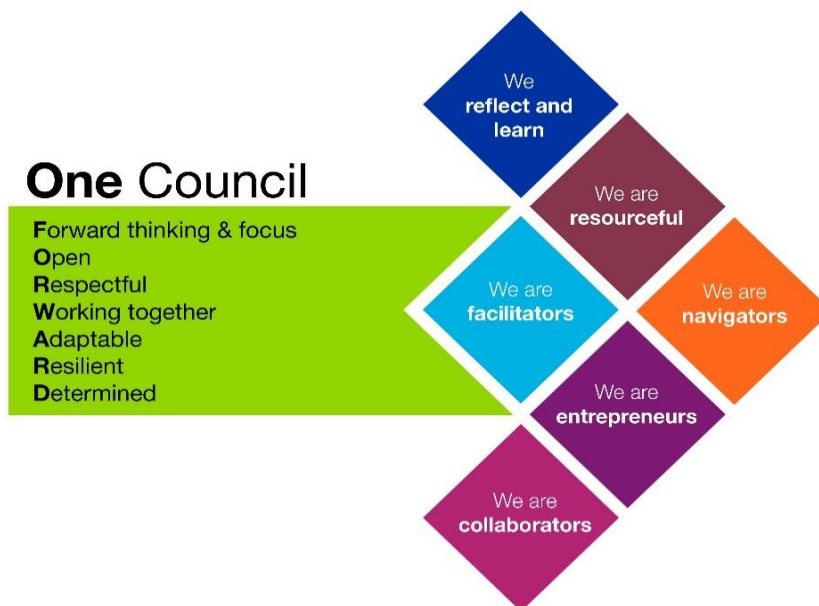 One Council
Forward thinking & focus
Open
Respectful
Working together
Adaptable
Resilient
Determined
We
reflect and
learn
We are
resourceful
We are
facilitators
We are
navigators
We are
entrepreneurs
We are
collaborators